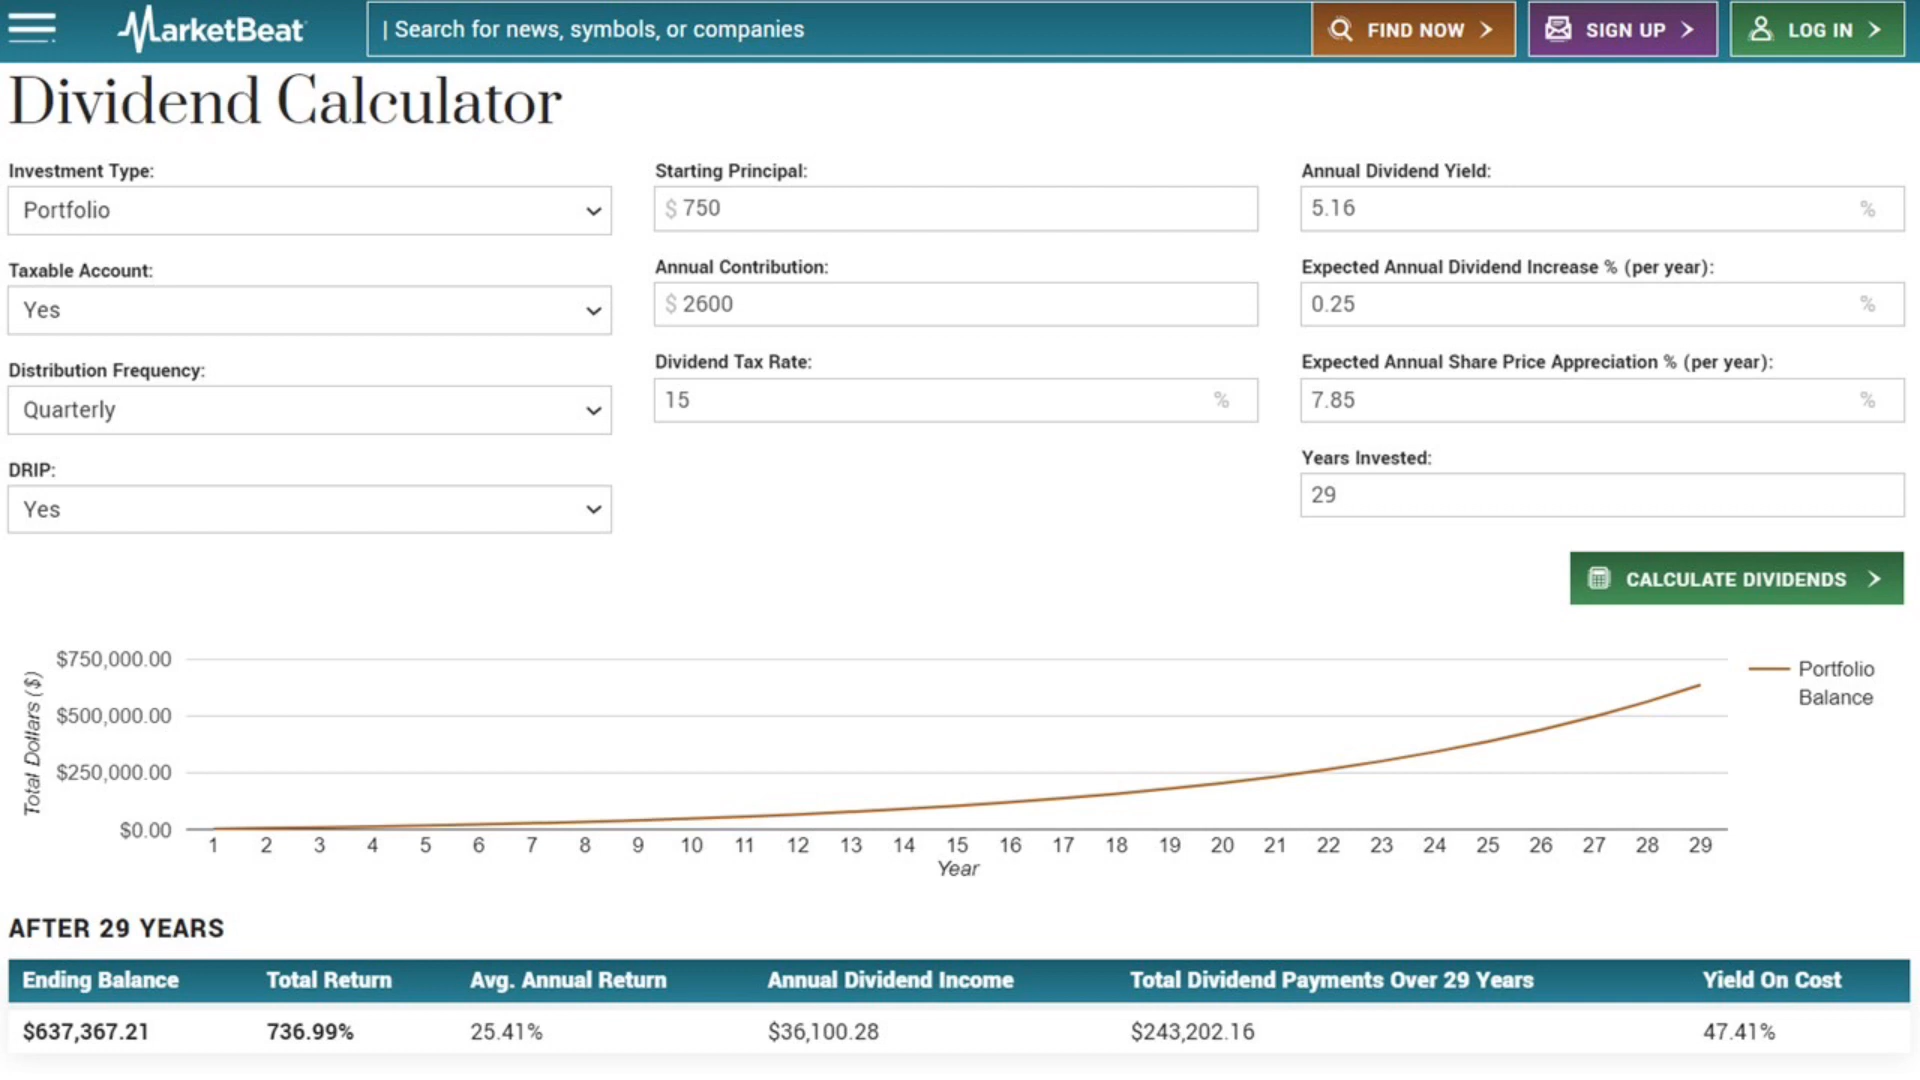 MarketBeat
| Search for news, symbols, or companies
FIND NOW
SIGN UP
LOG IN
Dividend Calculator
Investment Type:
Portfolio
Taxable Account:
Yes
Distribution Frequency:
Quarterly
DRIP:
Yes
Starting Principal:
$ 750
Annual Contribution:
$ 2600
Dividend Tax Rate:
15 %
Annual Dividend Yield:
5.16 %
Expected Annual Dividend Increase % (per year):
0.25 %
Expected Annual Share Price Appreciation % (per year):
7.85 %
Years Invested:
29
CALCULATE DIVIDENDS
Total Dollars ($)
$750,000.00
$500,000.00
$250,000.00
$0.00
1 2 3 4 5 6 7 8 9 10 11 12 13 14 15 16 17 18 19 20 21 22 23 24 25 26 27 28 29
Year
Portfolio
Balance
AFTER 29 YEARS
Ending Balance Total Return Avg. Annual Return Annual Dividend Income Total Dividend Payments Over 29 Years Yield On Cost
$637,367.21 736.99% 25.41% $36,100.28 $243,202.16 47.41%